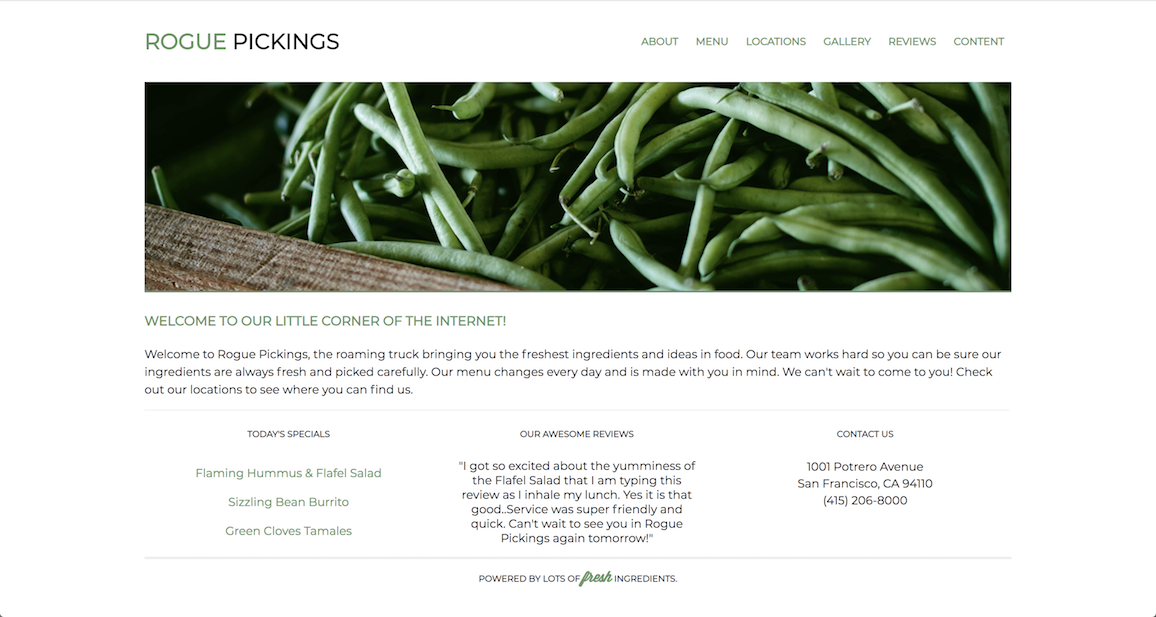 ROGUE PICKINGS
ABOUT MENU LOCATIONS GALLERY REVIEWS CONTENT
WELCOME TO OUR LITTLE CORNER OF THE INTERNET!
Welcome to Rogue Pickings, the roaming truck bringing you the freshest ingredients and ideas in food. Our team works hard so you can be sure our
ingredients are always fresh and picked carefully. Our menu changes every day and is made with you in mind. We can't wait to come to you! Check
out our locations to see where you can find us.
TODAY'S SPECIALS
Flaming Hummus & Flafel Salad
Sizzling Bean Burrito
Green Cloves Tamales
OUR AWESOME REVIEWS
"I got so excited about the yumminess of
the Flafel Salad that I am typing this
review as I inhale my lunch. Yes it is that
good..Service was super friendly and
quick. Can't wait to see you in Rogue
Pickings again tomorrow!"
CONTACT US
1001 Potrero Avenue
San Francisco, CA 94110
(415) 206-8000
POWERED BY LOTS OF fresh INGREDIENTS.